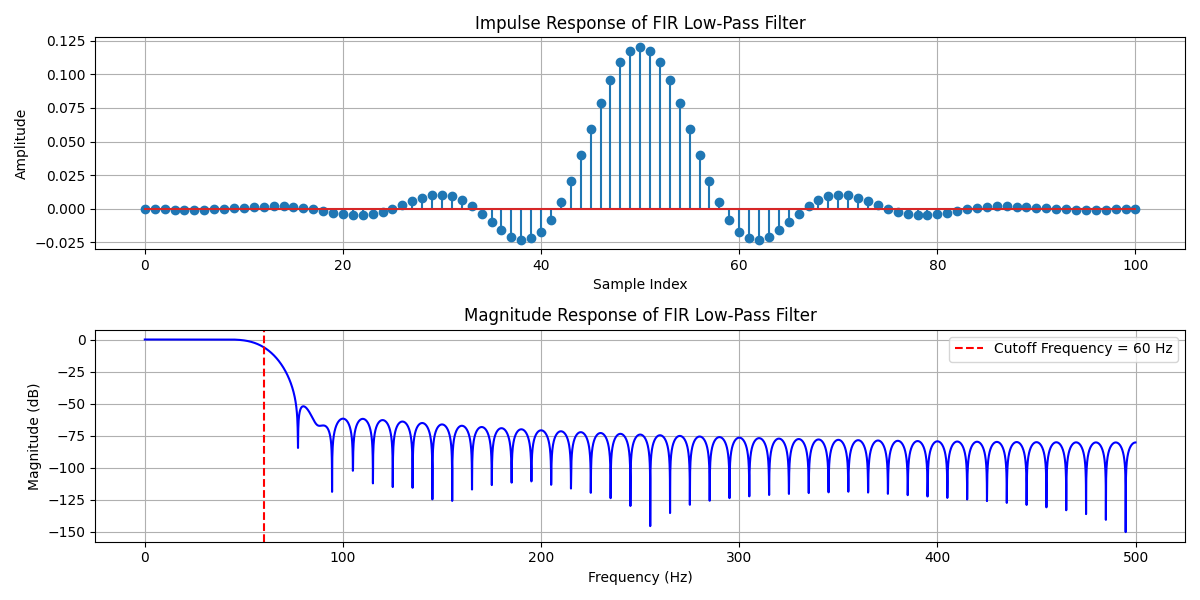 Impulse Response of FIR Low-Pass Filter
0.125
0.100
0.075
0.050
0.025
0.000
−0.025
Amplitude
0 20 40 60 80 100
Sample Index
Magnitude Response of FIR Low-Pass Filter
0
−25
−50
−75
−100
−125
−150
Magnitude (dB)
Cutoff Frequency = 60 Hz
0 100 200 300 400 500
Frequency (Hz)